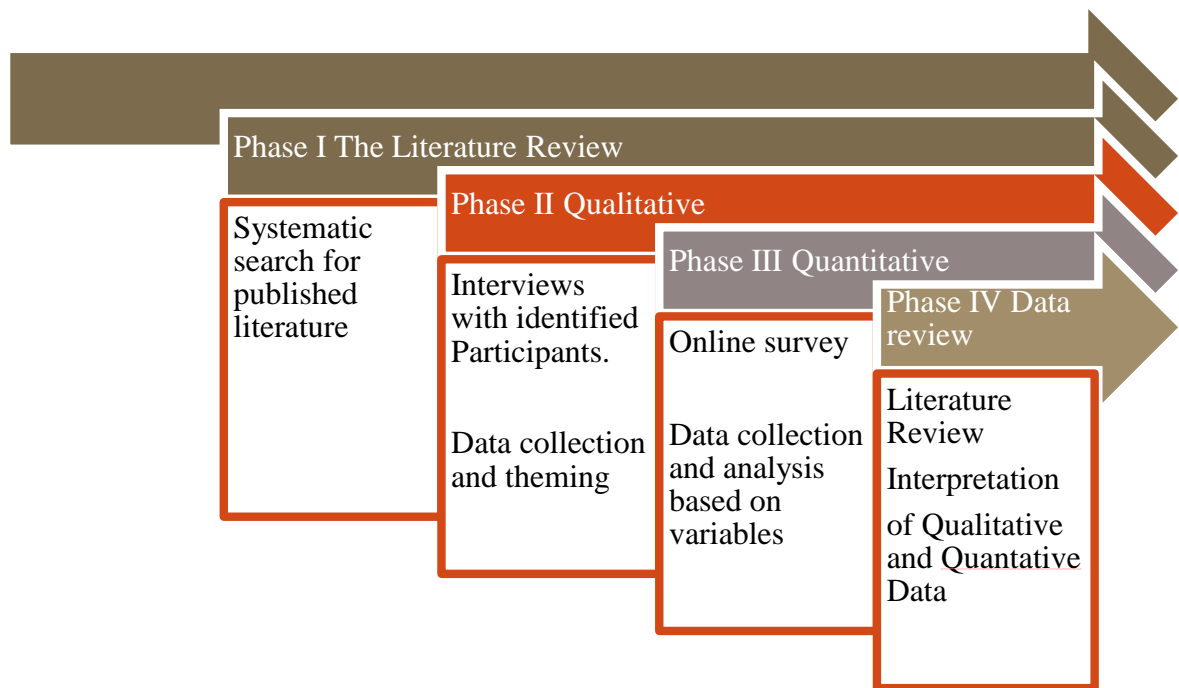 Phase I The Literature Review
Systematic
search for
published
literature
Phase II Qualitative
Interviews
with identified
Participants.
Data collection
and theming
Phase III Quantitative
Online survey
Data collection
and analysis
based on
variables
Phase IV Data
review
Literature
Review
Interpretation
of Qualitative
and Quantative
Data